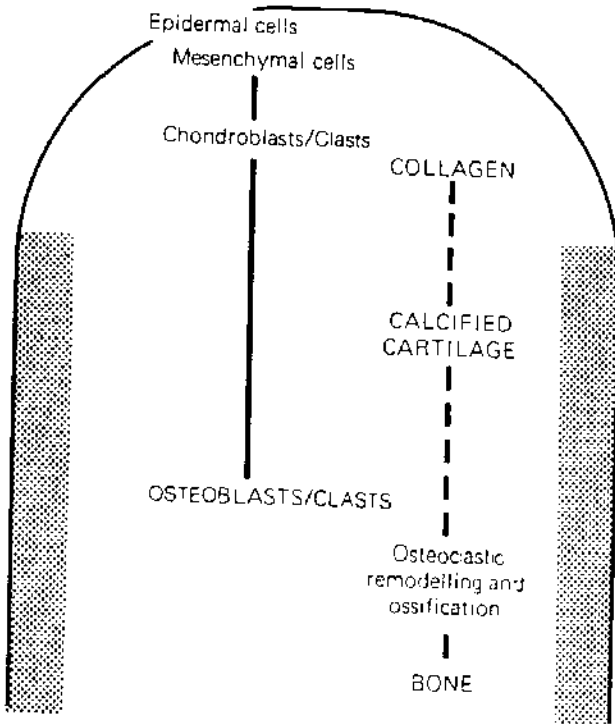 Epidermal cells
Mesenchymal cells
Chondroblasts/Clasts
COLLAGEN
CALCIFIED
CARTILAGE
OSTEOBLASTS/CLASTS
Osteoclastic
remodelling and
ossification
BONE